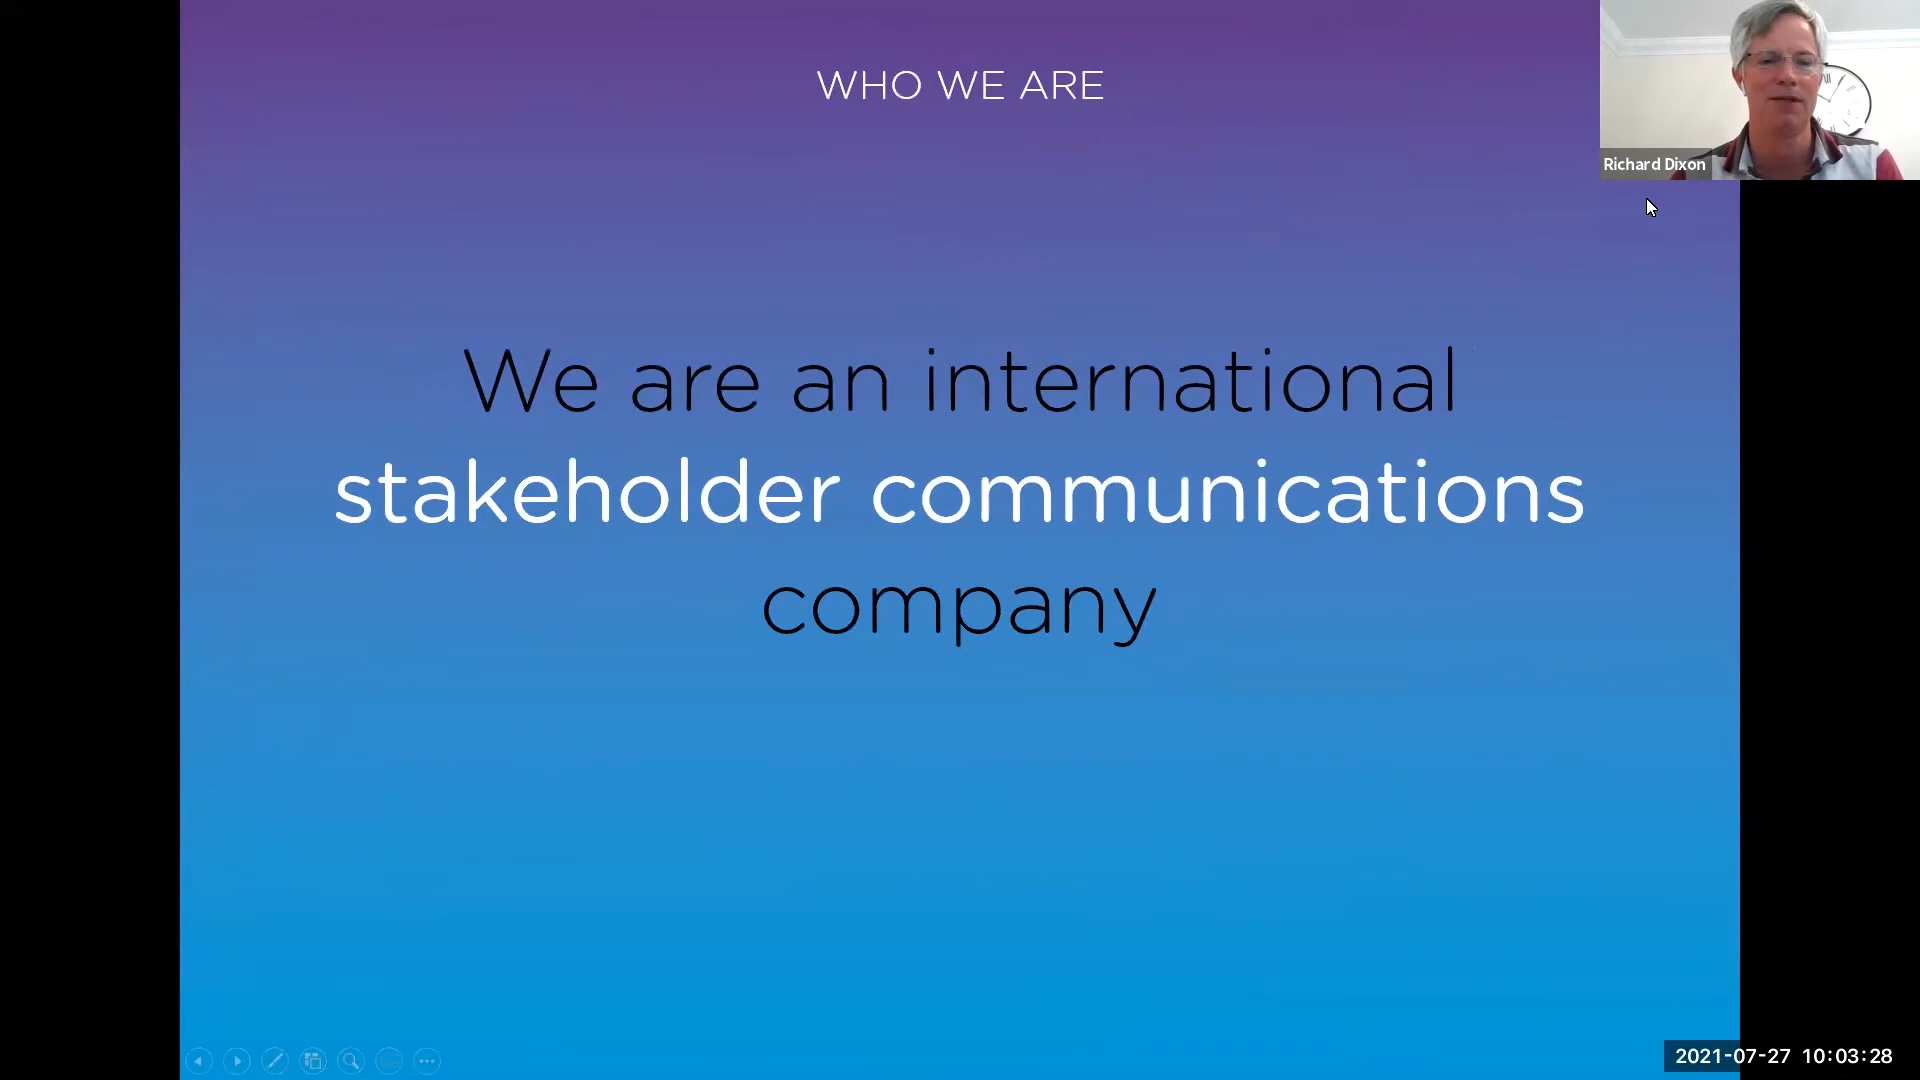 WHO WE ARE
Richard Dixon
We are an international
stakeholder communications
company
2021-07-27 10:03:28